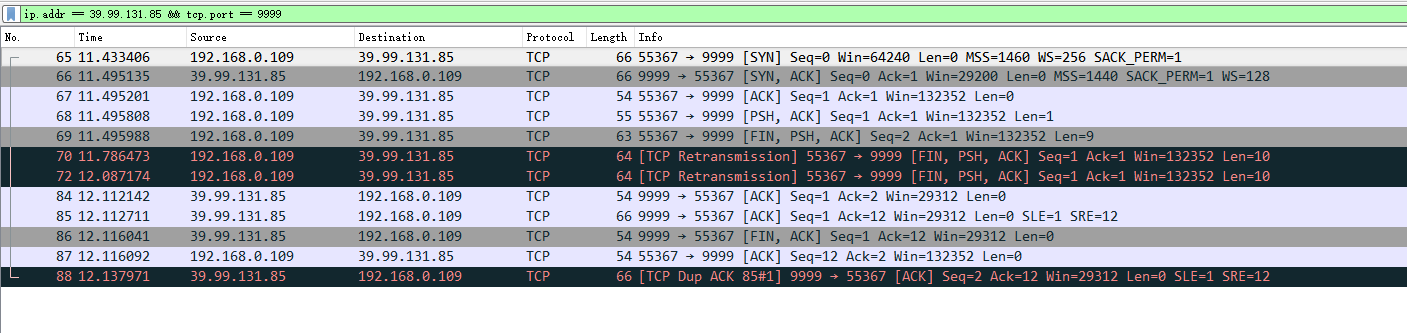 ip.addr == 39.99.131.85 && tcp.port == 9999
No. Time Source Destination Protocol Length Info
65 11.433406 192.168.0.109 39.99.131.85 TCP 66 55367 → 9999 [SYN] Seq=0 Win=64240 Len=0 MSS=1460 WS=256 SACK_PERM=1
66 11.495135 39.99.131.85 192.168.0.109 TCP 66 9999 → 55367 [SYN, ACK] Seq=0 Ack=1 Win=29200 Len=0 MSS=1440 SACK_PERM=1 WS=128
67 11.495201 192.168.0.109 39.99.131.85 TCP 54 55367 → 9999 [ACK] Seq=1 Ack=1 Win=132352 Len=0
68 11.495808 192.168.0.109 39.99.131.85 TCP 55 55367 → 9999 [PSH, ACK] Seq=1 Ack=1 Win=132352 Len=1
69 11.495988 192.168.0.109 39.99.131.85 TCP 63 55367 → 9999 [FIN, PSH, ACK] Seq=2 Ack=1 Win=132352 Len=9
70 11.786473 192.168.0.109 39.99.131.85 TCP 64 [TCP Retransmission] 55367 → 9999 [FIN, PSH, ACK] Seq=1 Ack=1 Win=132352 Len=10
72 12.087174 192.168.0.109 39.99.131.85 TCP 64 [TCP Retransmission] 55367 → 9999 [FIN, PSH, ACK] Seq=1 Ack=1 Win=132352 Len=10
84 12.112142 39.99.131.85 192.168.0.109 TCP 54 9999 → 55367 [ACK] Seq=1 Ack=2 Win=29312 Len=0
85 12.112711 39.99.131.85 192.168.0.109 TCP 66 9999 → 55367 [ACK] Seq=1 Ack=12 Win=29312 Len=0 SLE=1 SRE=12
86 12.116041 39.99.131.85 192.168.0.109 TCP 54 9999 → 55367 [FIN, ACK] Seq=1 Ack=12 Win=29312 Len=0
87 12.116092 192.168.0.109 39.99.131.85 TCP 54 55367 → 9999 [ACK] Seq=12 Ack=2 Win=132352 Len=0
88 12.137971 39.99.131.85 192.168.0.109 TCP 66 [TCP Dup ACK 85#1] 9999 → 55367 [ACK] Seq=2 Ack=12 Win=29312 Len=0 SLE=1 SRE=12